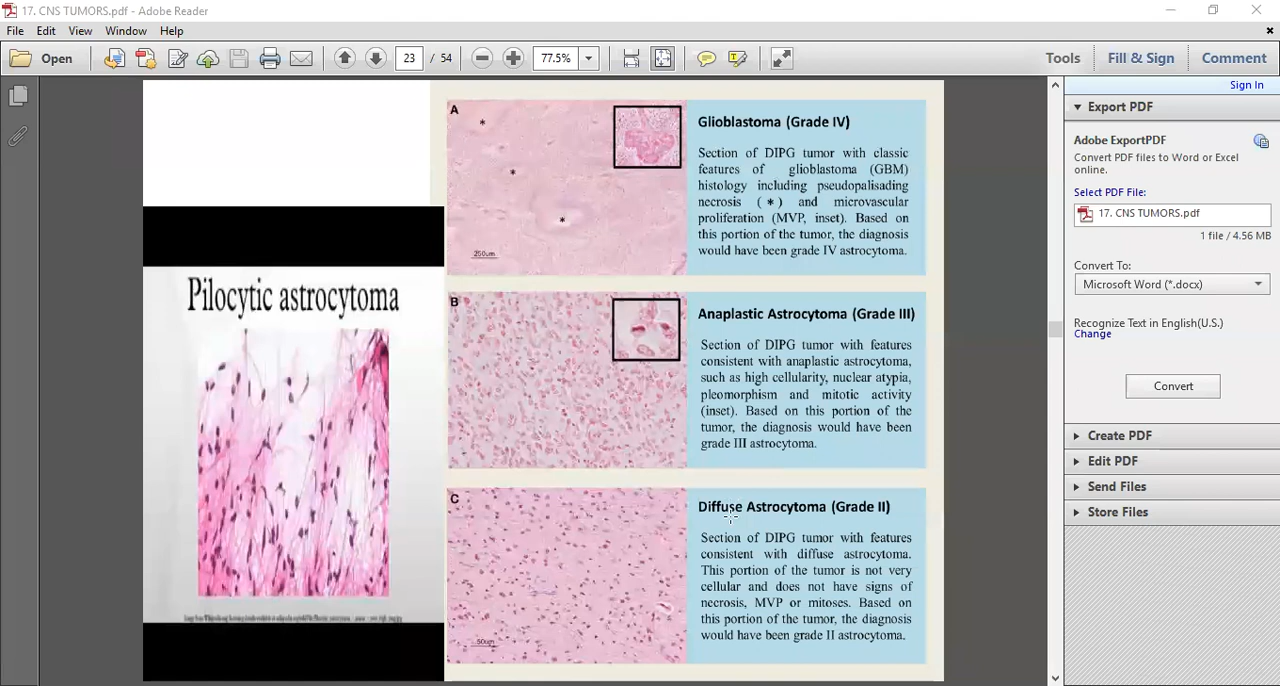 17. CNS TUMORS.pdf - Adobe Reader
File Edit View Window Help
Open
23 / 54
77.5%
Tools
Fill & Sign
Comment
Sign In
Export PDF
Adobe ExportPDF
Convert PDF files to Word or Excel
online.
Select PDF File:
17. CNS TUMORS.pdf
1 file / 4.56 MB
Convert To:
Microsoft Word (*.docx)
Recognize Text in English(U.S.)
Change
Convert
Create PDF
Edit PDF
Send Files
Store Files
Pilocytic astrocytoma
A
250um
Glioblastoma (Grade IV)
Section of DIPG tumor with classic
features of glioblastoma (GBM)
histology including pseudopalisading
necrosis (*) and microvascular
proliferation (MVP, inset). Based on
this portion of the tumor, the diagnosis
would have been grade IV astrocytoma.
B
Anaplastic Astrocytoma (Grade III)
Section of DIPG tumor with features
consistent with anaplastic astrocytoma,
such as high cellularity, nuclear atypia,
pleomorphism and mitotic activity
(inset). Based on this portion of the
tumor, the diagnosis would have been
grade III astrocytoma.
C
50um
Diffuse Astrocytoma (Grade II)
Section of DIPG tumor with features
consistent with diffuse astrocytoma.
This portion of the tumor is not very
cellular and does not have signs of
necrosis, MVP or mitoses. Based on
this portion of the tumor, the diagnosis
would have been grade II astrocytoma.